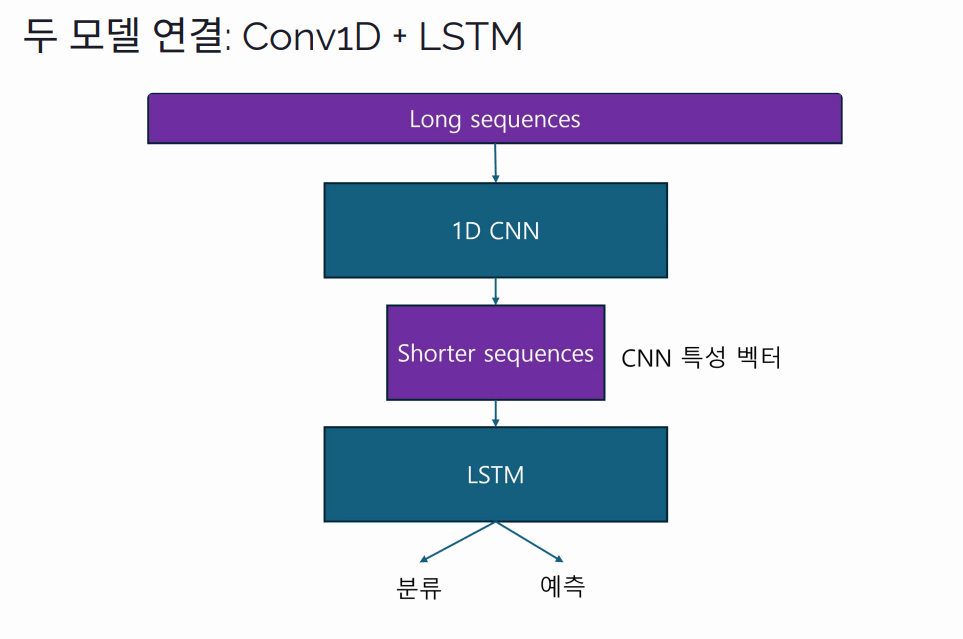 두 모델 연결: Conv1D + LSTM
Long sequences
1D CNN
Shorter sequences
CNN 특성 벡터
LSTM
분류
예측